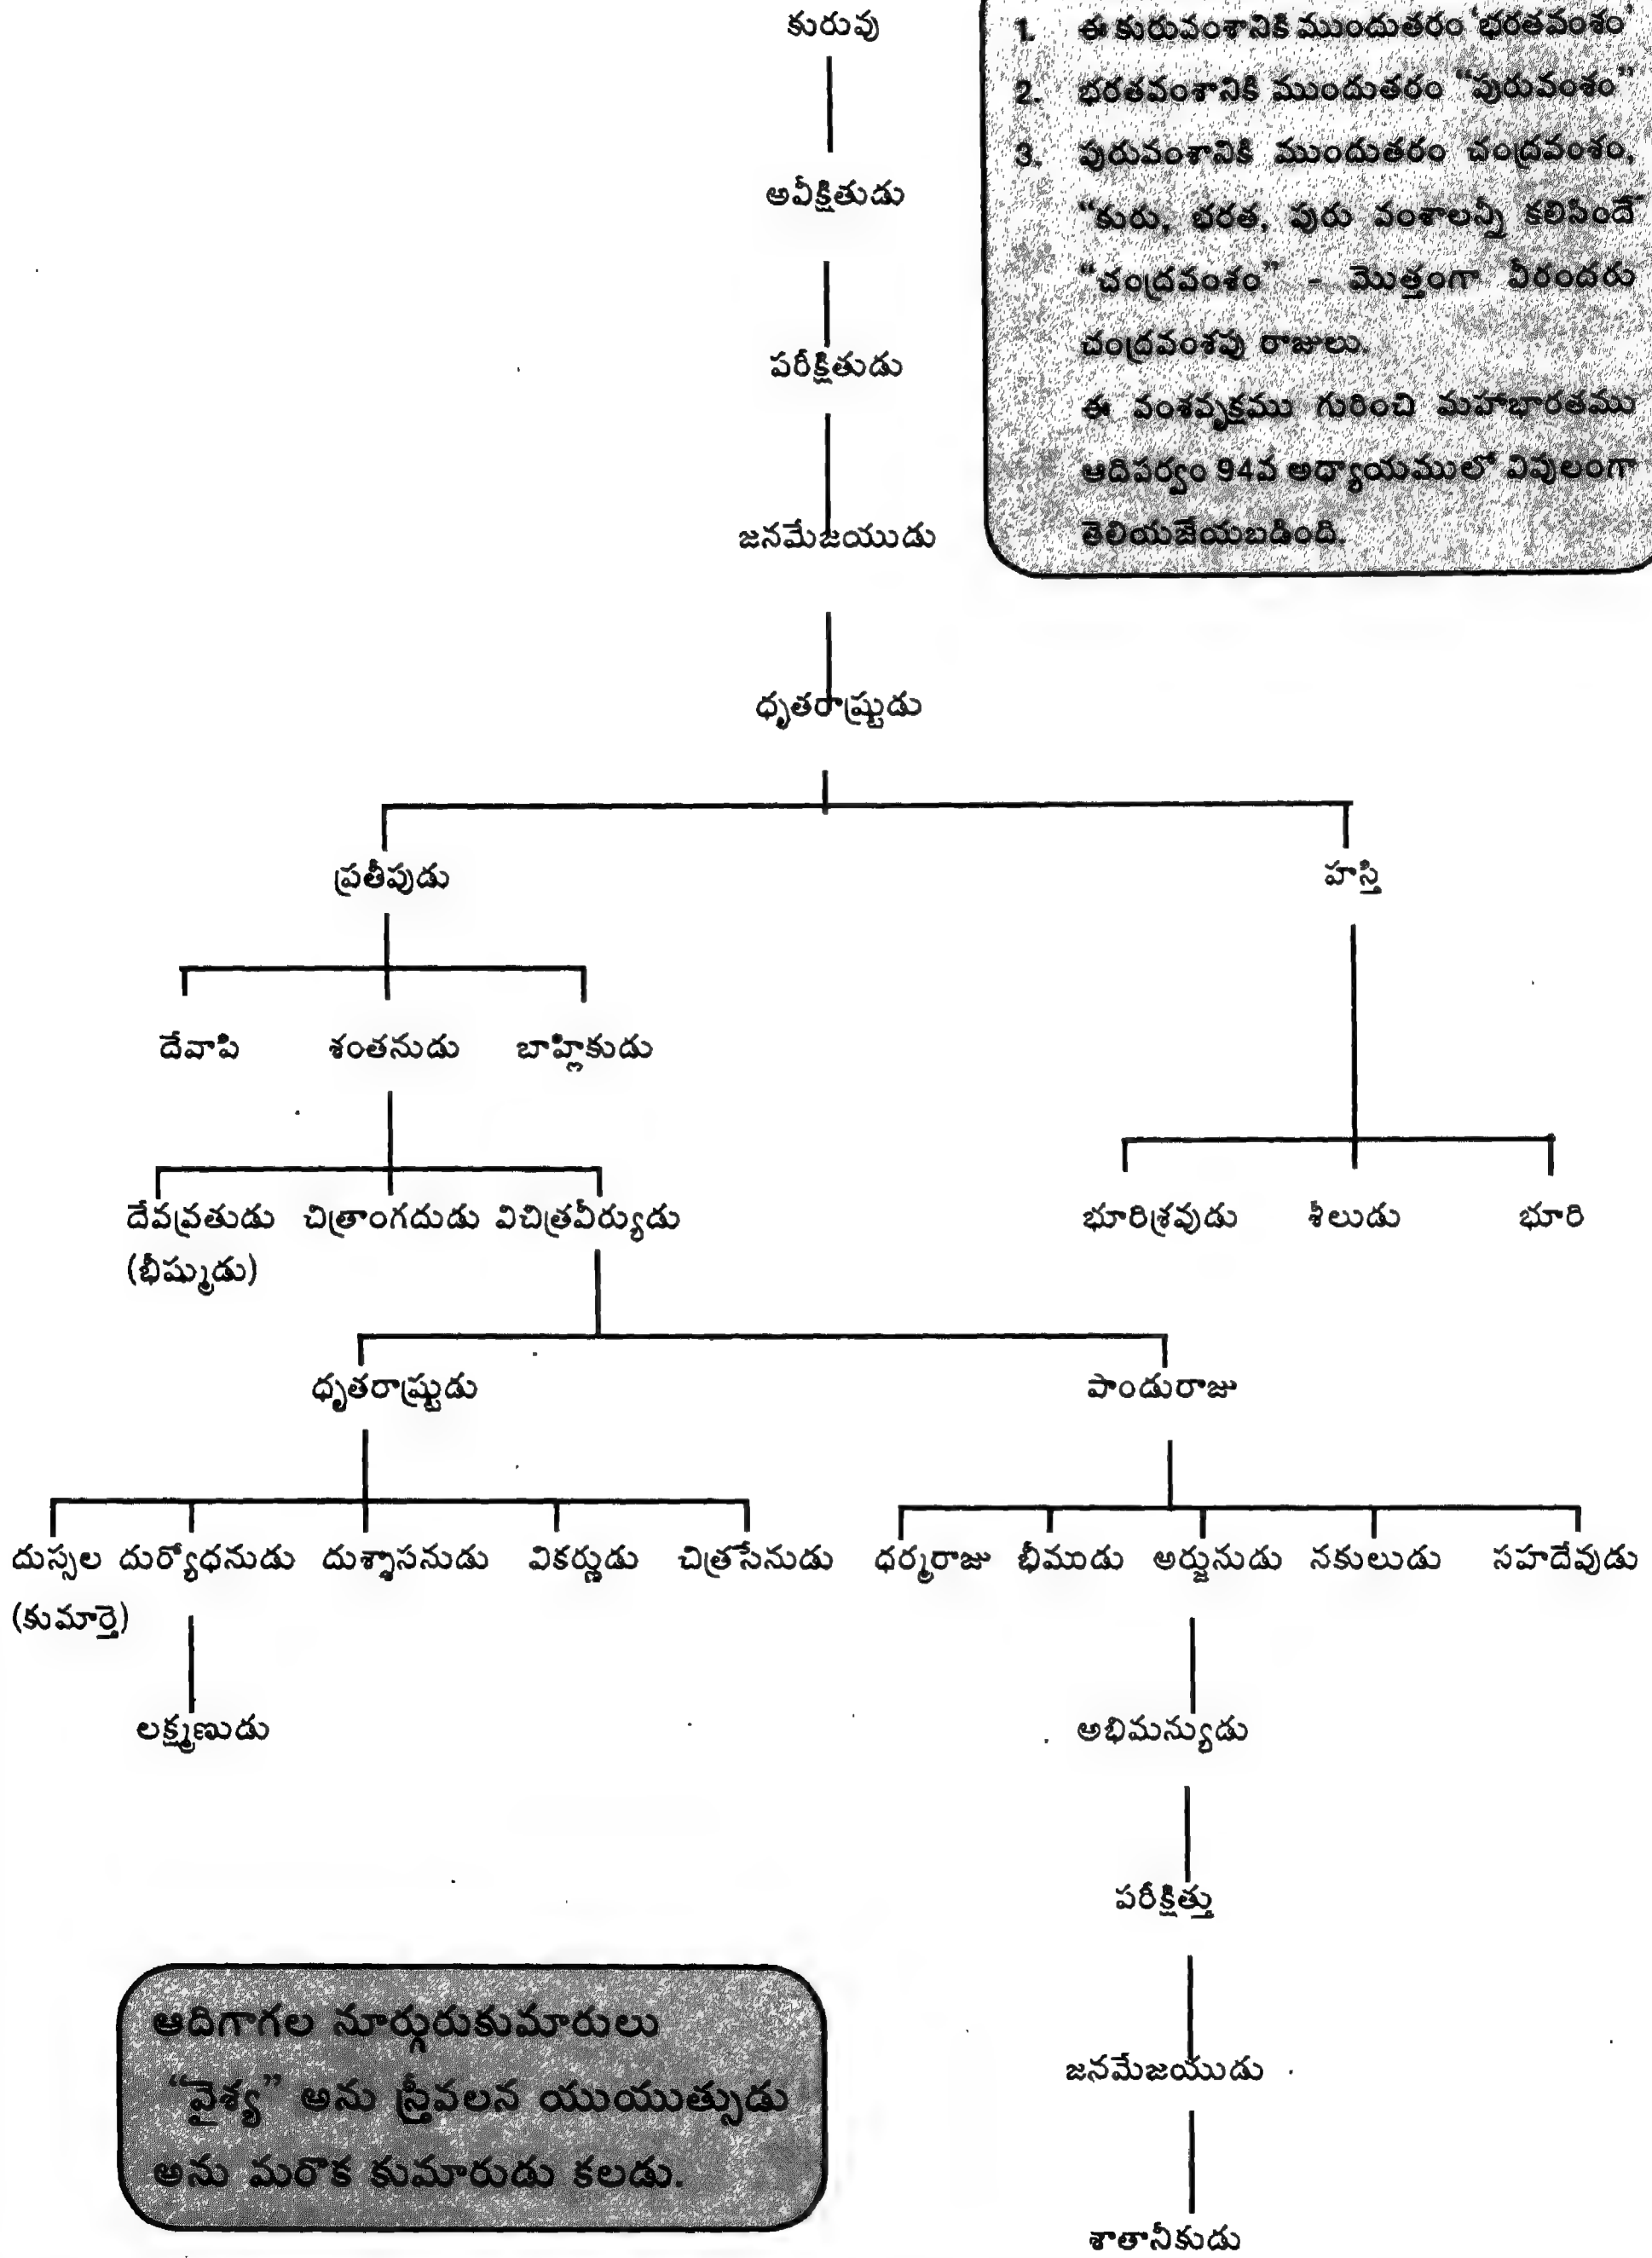 కురువు
1. ఈ కురువంశానికి ముందుతరం 'భరతవంశం'
2. భరతవంశానికి ముందుతరం "పురువంశం"
3. పురువంశానికి ముందుతరం చంద్రవంశం,
"కురు, భరత, పురు వంశాలన్నీ కలిసిందే
"చంద్రవంశం" - మొత్తంగా వీరందరు
చంద్రవంశపు రాజులు.
ఈ వంశవృక్షము గురించి మహాభారతము
ఆదిపర్వం 94వ అధ్యాయములో విపులంగా
తెలియజేయబడింది.
అవీక్షితుడు
పరీక్షితుడు
జనమేజయుడు
ధృతరాష్ట్రుడు
ప్రతీపుడు హస్తి
దేవాపి శంతనుడు బాహ్లికుడు
దేవవ్రతుడు చిత్రాంగదుడు విచిత్రవీర్యుడు భూరిశ్రవుడు శీలుడు భూరి
(భీష్ముడు)
ధృతరాష్ట్రుడు పాండురాజు
దుస్సల దుర్యోధనుడు దుశ్శాసనుడు వికర్ణుడు చిత్రసేనుడు ధర్మరాజు భీముడు అర్జునుడు నకులుడు సహదేవుడు
(కుమార్తె)
లక్ష్మణుడు అభిమన్యుడు
పరీక్షిత్తు
ఆదిగాగల నూర్గురుకుమారులు
"వైశ్య" అను స్త్రీవలన యుయుత్సుడు
అను మరొక కుమారుడు కలడు.
జనమేజయుడు
శాతానీకుడు